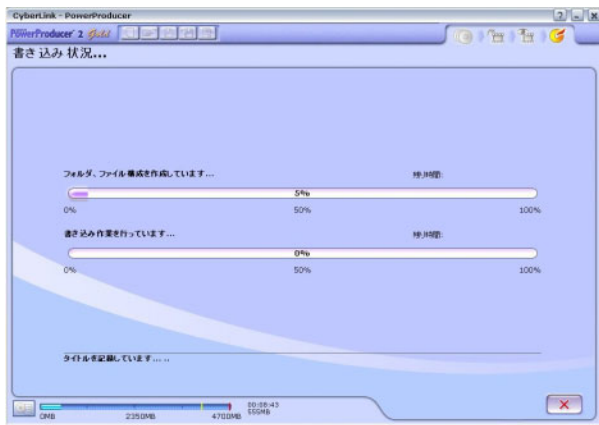 CyberLink - PowerProducer
PowerProducer 2 Gold
書き込み状況...
フォルダ、ファイル構成を作成しています... 残り時間:
5%
0% 50% 100%
書き込み作業を行っています... 残り時間:
0%
0% 50% 100%
タイトルを記録しています.....
00:08:43
0MB 2350MB 4700MB 555MB